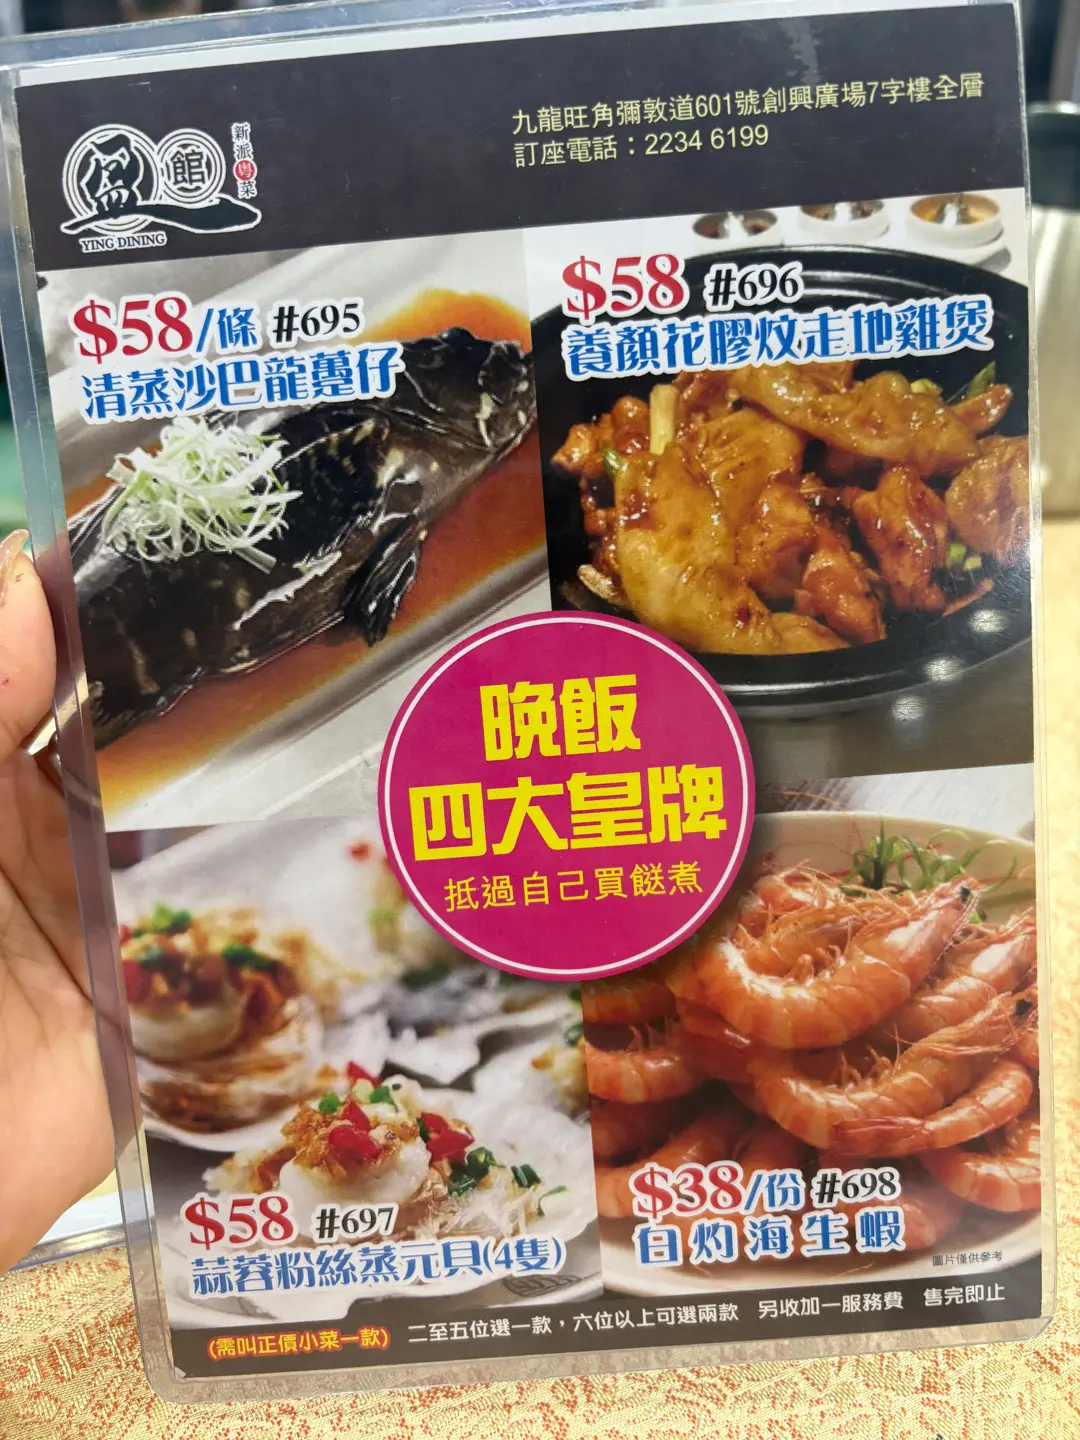 盈館
新派粵菜
YING DINING
九龍旺角彌敦道601號創興廣場7字樓全層
訂座電話：2234 6199
$58/條 #695
清蒸沙巴龍躉仔
$58 #696
養顏花膠炆走地雞煲
晚飯
四大皇牌
抵過自己買餸煮
$58 #697
蒜蓉粉絲蒸元貝(4隻)
$38/份 #698
白灼海生蝦
圖片僅供參考
(需叫正價小菜一款) 二至五位選一款，六位以上可選兩款 另收加一服務費 售完即止